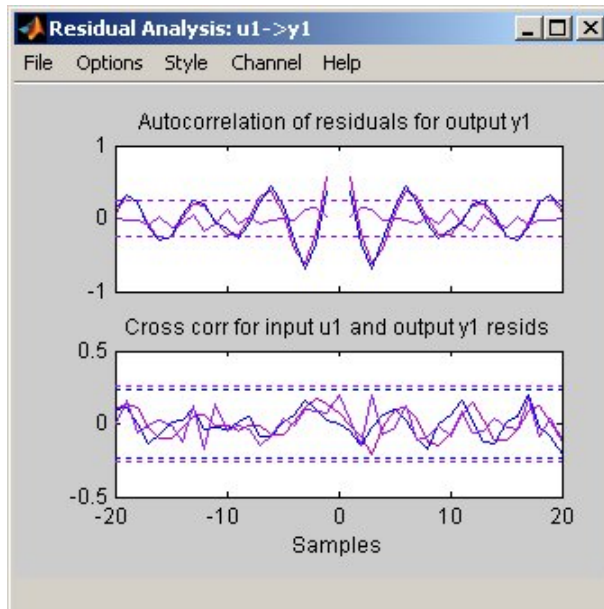 Residual Analysis: u1->y1
File Options Style Channel Help
Autocorrelation of residuals for output y1
1
0
-1
Cross corr for input u1 and output y1 resids
0.5
0
-0.5
-20 -10 0 10 20
Samples